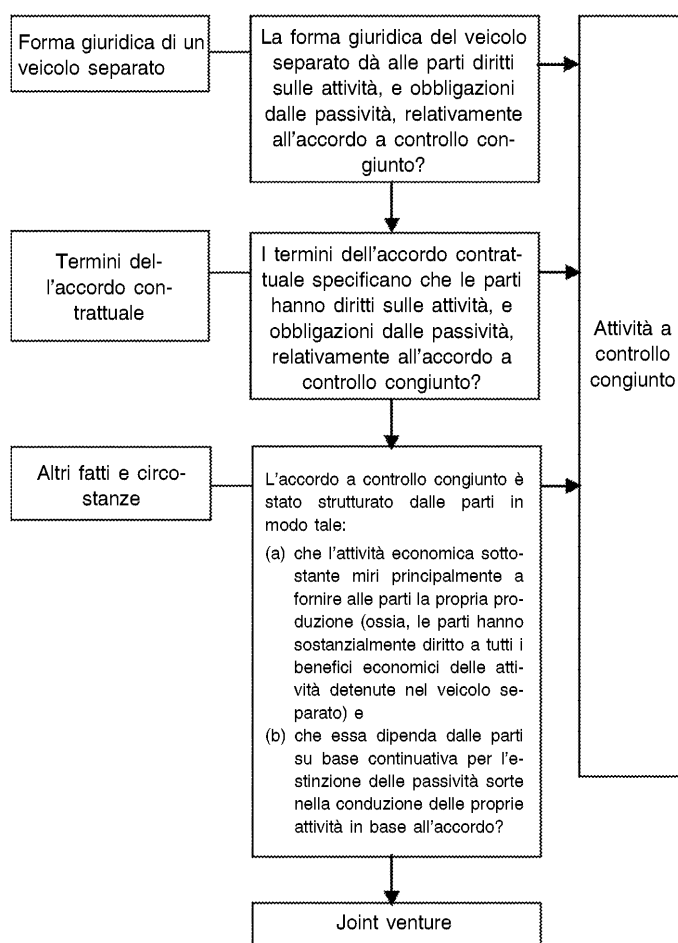 Forma giuridica di un
veicolo separato
La forma giuridica del veicolo
separato dà alle parti diritti
sulle attività, e obbligazioni
dalle passività, relativamente
all'accordo a controllo con-
giunto?
Termini del-
l'accordo con-
trattuale
I termini dell'accordo contrat-
tuale specificano che le parti
hanno diritti sulle attività, e
obbligazioni dalle passività,
relativamente all'accordo a
controllo congiunto?
Attività a
controllo
congiunto
Altri fatti e circo-
stanze
L'accordo a controllo congiunto è
stato strutturato dalle parti in
modo tale:
(a) che l'attività economica sotto-
stante miri principalmente a
fornire alle parti la propria pro-
duzione (ossia, le parti hanno
sostanzialmente diritto a tutti i
benefici economici delle atti-
vità detenute nel veicolo se-
parato) e
(b) che essa dipenda dalle parti
su base continuativa per l'e-
stinzione delle passività sorte
nella conduzione delle proprie
attività in base all'accordo?
Joint venture